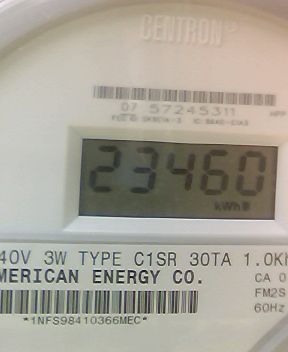 CENTRON
07 57245311
23460
kWh
40V 3W TYPE C1SR 30TA 1.0Kh
MERICAN ENERGY CO.
CA 0
FM2S
60Hz
*1NFS98410366MEC*